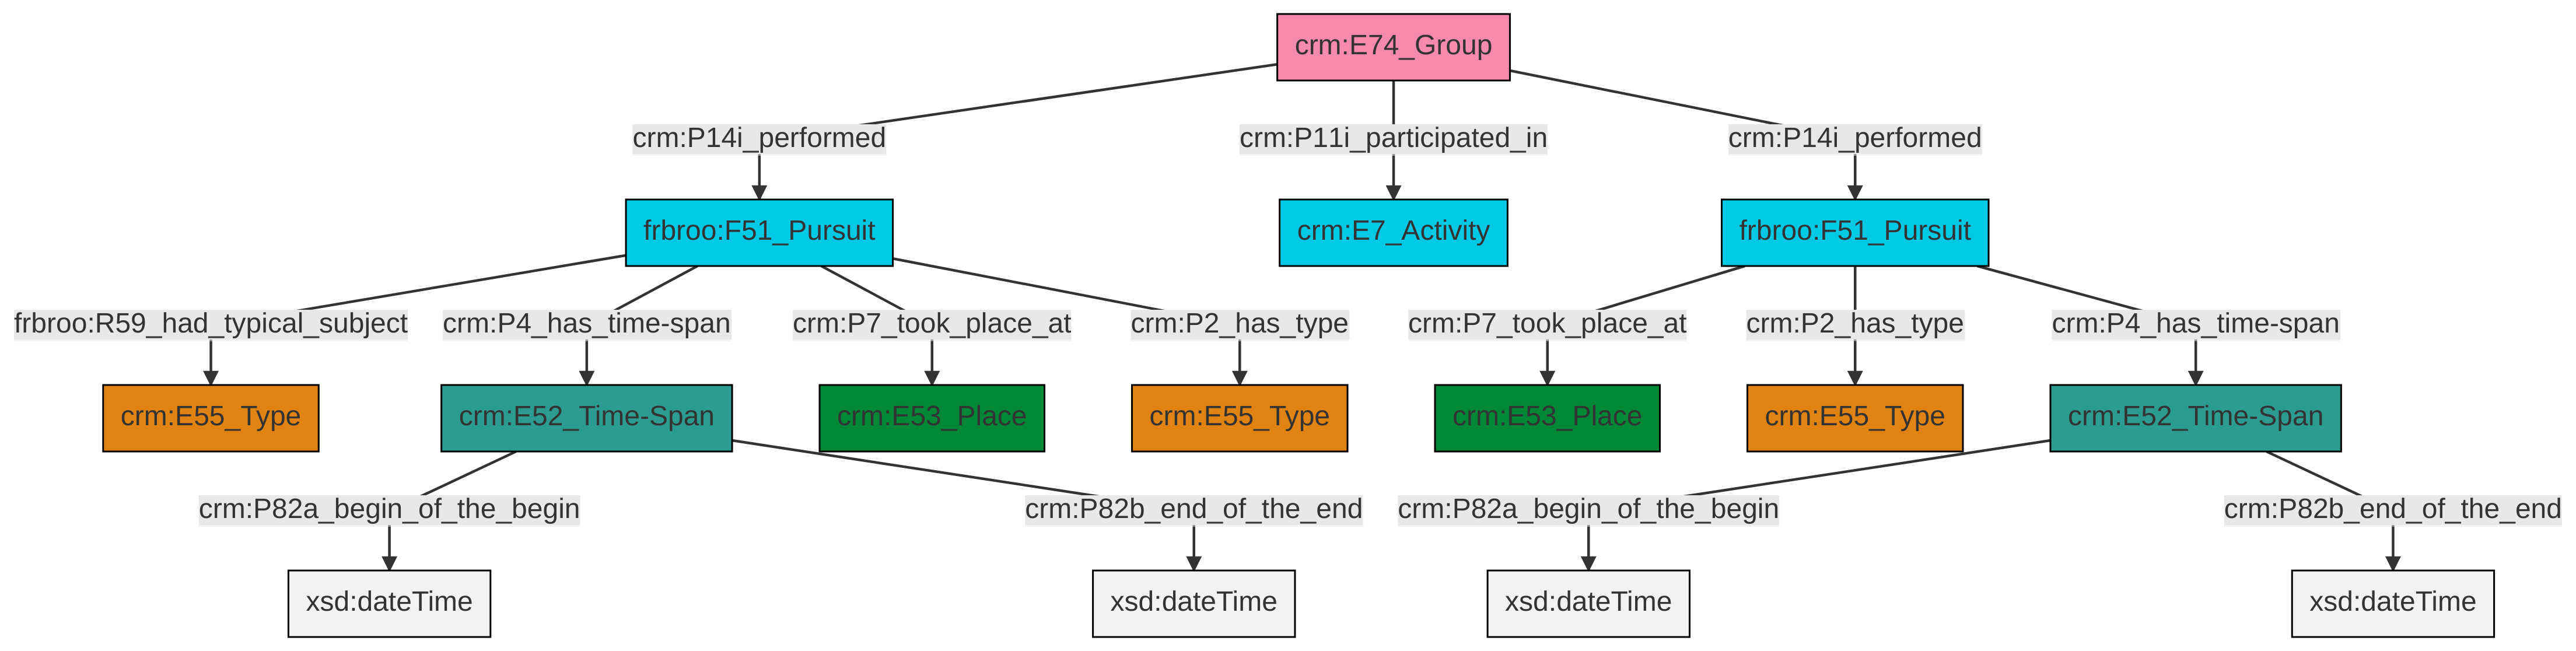 crm:E74_Group
crm:P14i_performed
crm:P11i_participated_in
crm:P14i_performed
frbroo:F51_Pursuit
crm:E7_Activity
frbroo:F51_Pursuit
frbroo:R59_had_typical_subject
crm:P4_has_time-span
crm:P7_took_place_at
crm:P2_has_type
crm:P7_took_place_at
crm:P2_has_type
crm:P4_has_time-span
crm:E55_Type
crm:E52_Time-Span
crm:E53_Place
crm:E55_Type
crm:E53_Place
crm:E55_Type
crm:E52_Time-Span
crm:P82a_begin_of_the_begin
crm:P82b_end_of_the_end
crm:P82a_begin_of_the_begin
crm:P82b_end_of_the_end
xsd:dateTime
xsd:dateTime
xsd:dateTime
xsd:dateTime